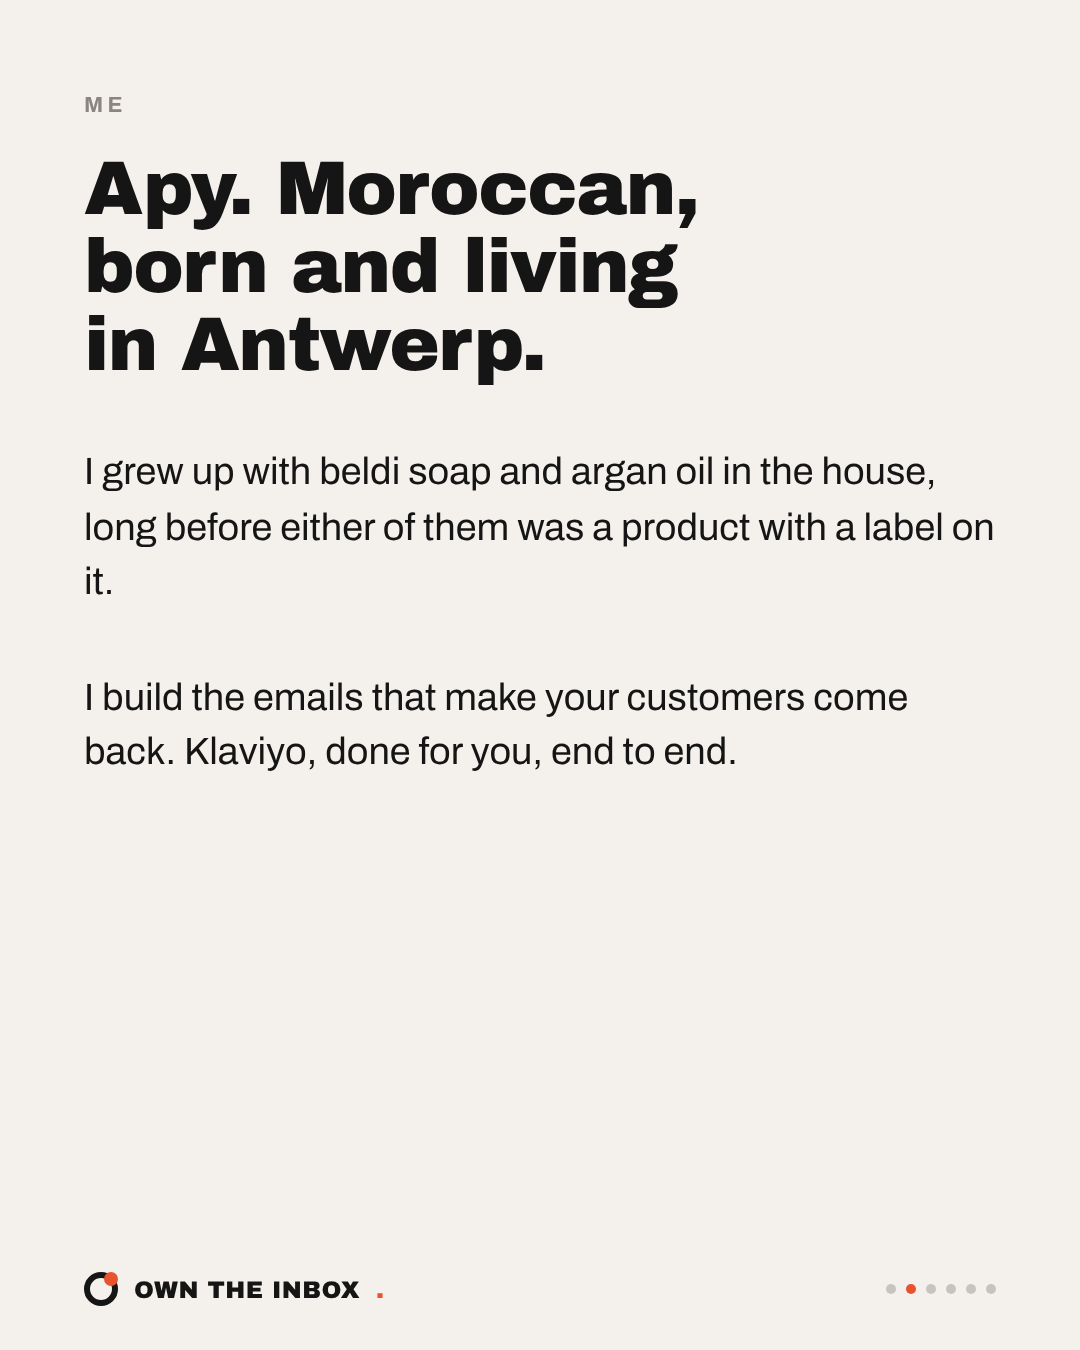 ME
Apy. Moroccan,
born and living
in Antwerp.
I grew up with beldi soap and argan oil in the house,
long before either of them was a product with a label on
it.
I build the emails that make your customers come
back. Klaviyo, done for you, end to end.
OWN THE INBOX .